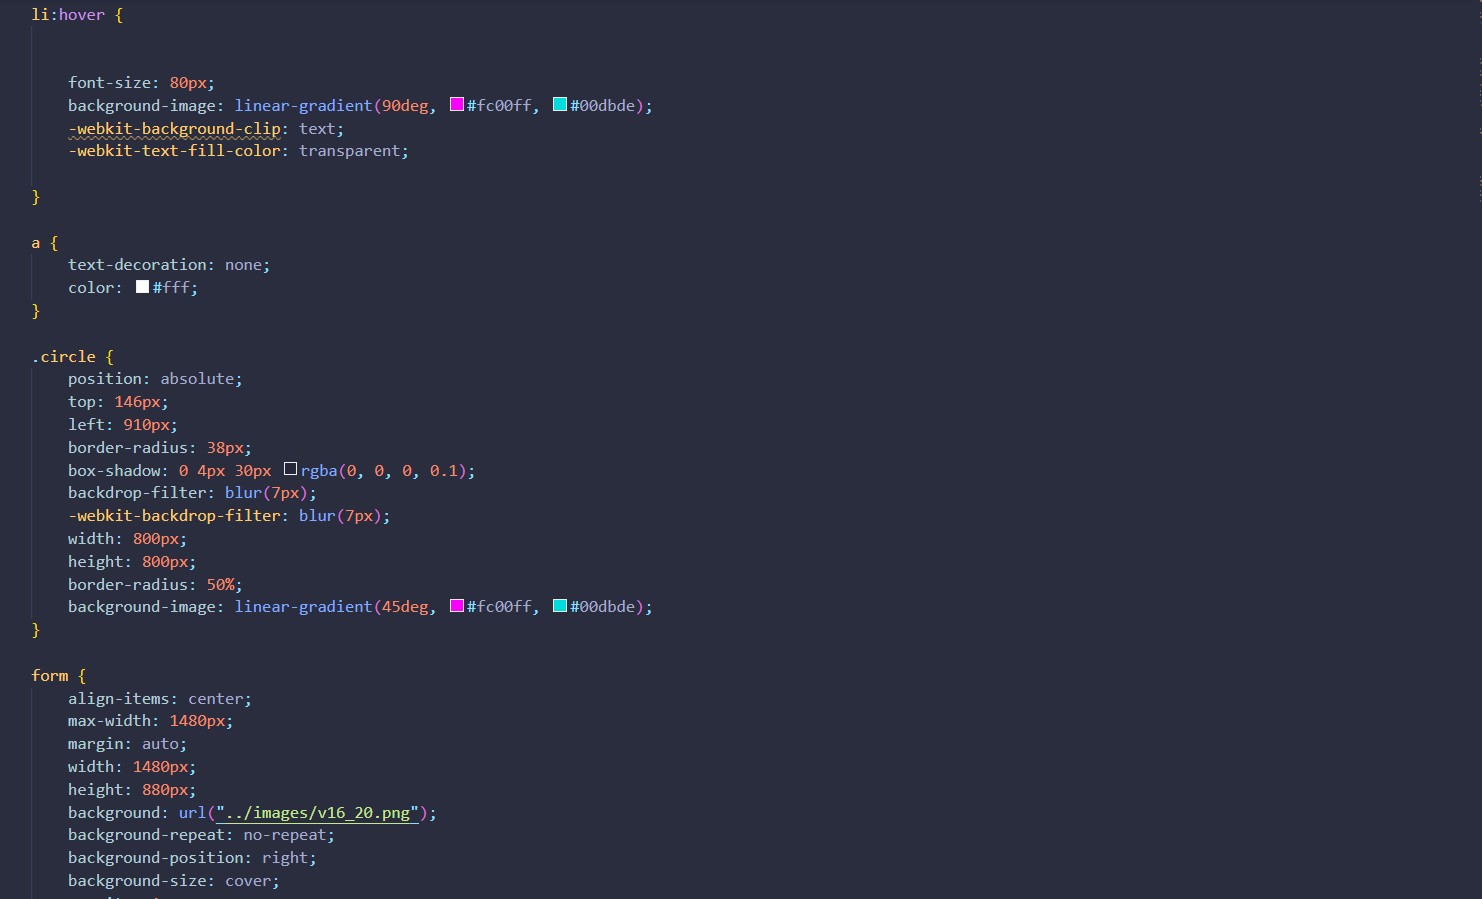 li:hover {
font-size: 80px;
background-image: linear-gradient(90deg, #fc00ff, #00dbde);
-webkit-background-clip: text;
-webkit-text-fill-color: transparent;
}
a {
text-decoration: none;
color: #fff;
}
.circle {
position: absolute;
top: 146px;
left: 910px;
border-radius: 38px;
box-shadow: 0 4px 30px rgba(0, 0, 0, 0.1);
backdrop-filter: blur(7px);
-webkit-backdrop-filter: blur(7px);
width: 800px;
height: 800px;
border-radius: 50%;
background-image: linear-gradient(45deg, #fc00ff, #00dbde);
}
form {
align-items: center;
max-width: 1480px;
margin: auto;
width: 1480px;
height: 880px;
background: url("../images/v16_20.png");
background-repeat: no-repeat;
background-position: right;
background-size: cover;